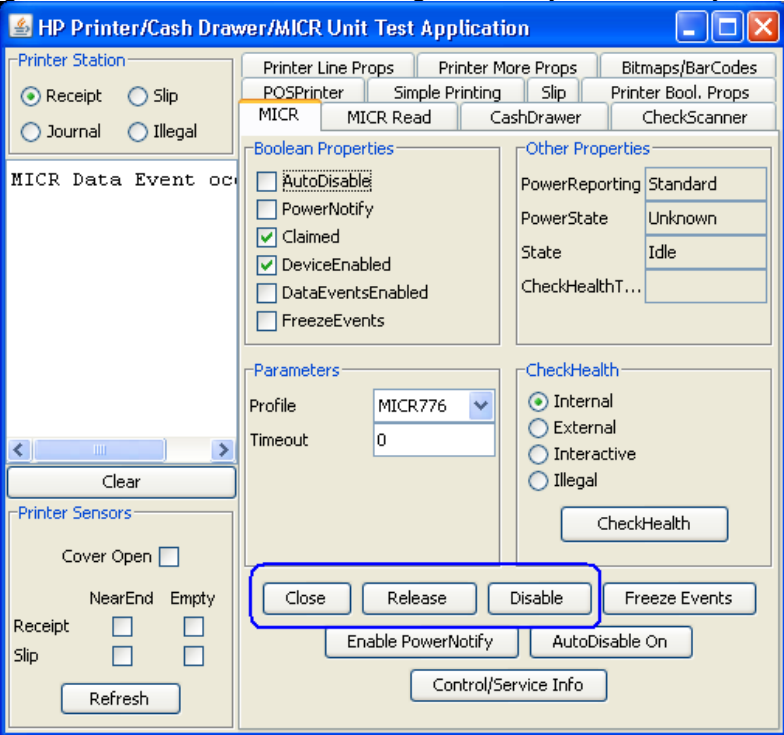 HP Printer/Cash Drawer/MICR Unit Test Application
Printer Station
Receipt Slip
Journal Illegal
MICR Data Event occ
Clear
Printer Sensors
Cover Open
NearEnd Empty
Receipt
Slip
Refresh
Printer Line Props Printer More Props Bitmaps/BarCodes
POSPrinter Simple Printing Slip Printer Bool. Props
MICR MICR Read CashDrawer CheckScanner
Boolean Properties
AutoDisable
PowerNotify
Claimed
DeviceEnabled
DataEventsEnabled
FreezeEvents
Other Properties
PowerReporting Standard
PowerState Unknown
State Idle
CheckHealthT...
Parameters
Profile MICR776
Timeout 0
CheckHealth
Internal
External
Interactive
Illegal
CheckHealth
Close Release Disable Freeze Events
Enable PowerNotify AutoDisable On
Control/Service Info